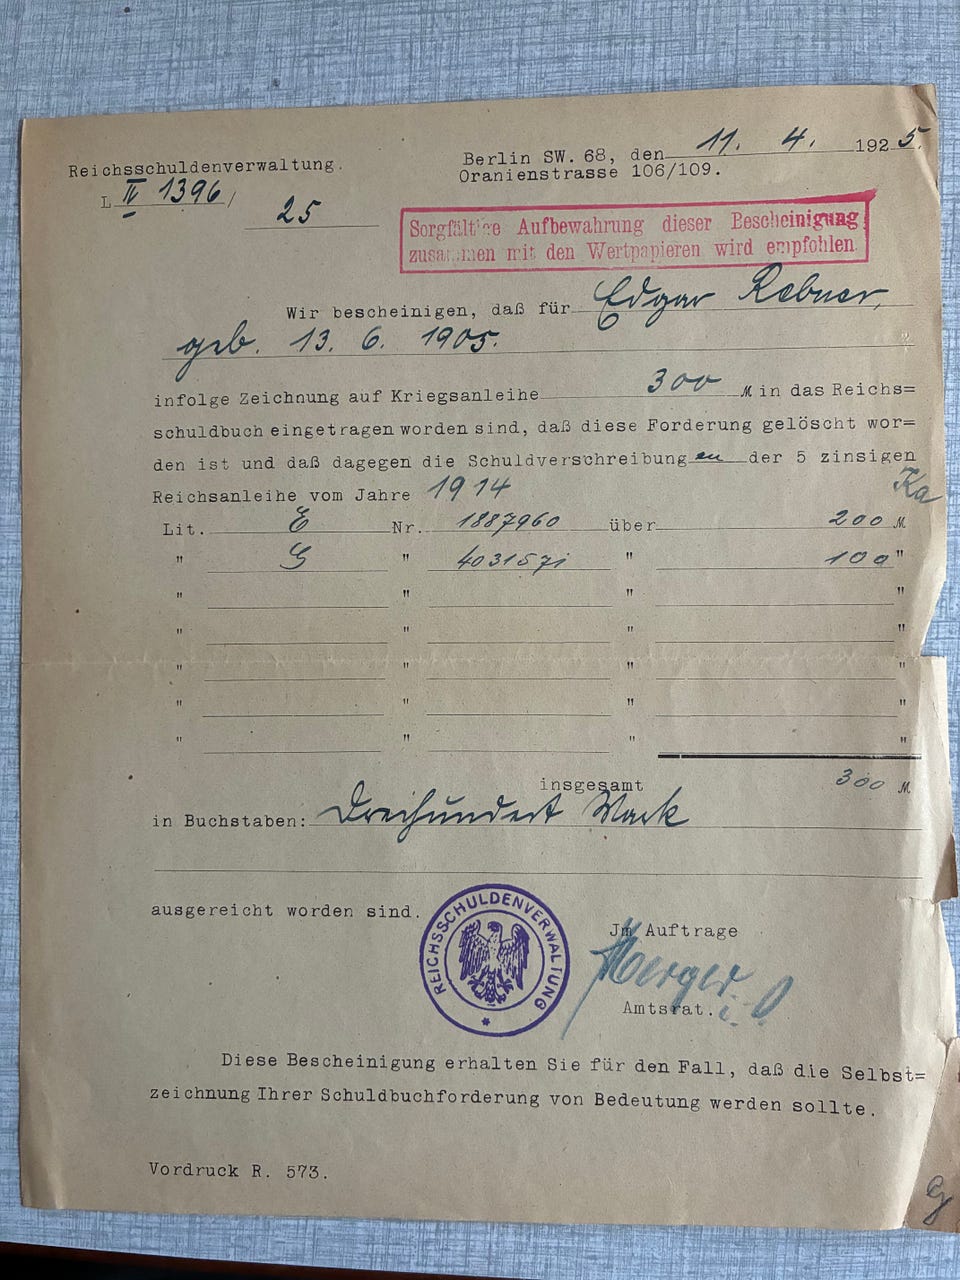 Reichsschuldenverwaltung.
Berlin SW. 68, den 11. 4. 1925.
Oranienstrasse 106/109.
L II 1396/
25
Sorgfältige Aufbewahrung dieser Bescheinigung
zusammen mit den Wertpapieren wird empfohlen
Wir bescheinigen, daß für Edgar Rebner,
geb. 13. 6. 1905.
infolge Zeichnung auf Kriegsanleihe 300 M in das Reichs=
schuldbuch eingetragen worden sind, daß diese Forderung gelöscht wor=
den ist und daß dagegen die Schuldverschreibung en der 5 zinsigen
Reichsanleihe vom Jahre 1914 Ka
Lit. E Nr. 1887960 über 200 M
" G " 4031571 " 100 "
" " " "
" " " "
" " " "
" " " "
" " " "
insgesamt 300 M
in Buchstaben: Dreihundert Mark
ausgereicht worden sind.
REICHSSCHULDENVERWALTUNG
Jm Auftrage
Amtsrat.
Diese Bescheinigung erhalten Sie für den Fall, daß die Selbst=
zeichnung Ihrer Schuldbuchforderung von Bedeutung werden sollte.
Vordruck R. 573.